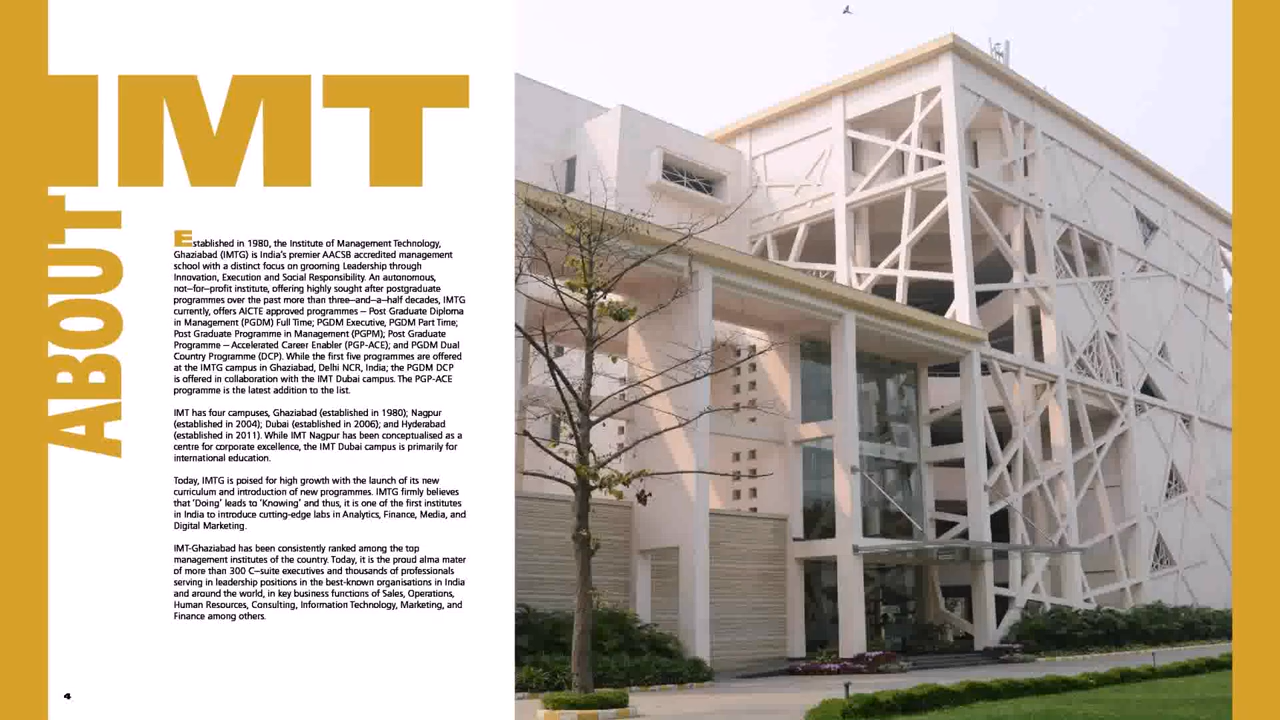 ABOUT
IMT
Established in 1980, the Institute of Management Technology,
Ghaziabad (IMTG) is India's premier AACSB accredited management
school with a distinct focus on grooming Leadership through
Innovation, Execution and Social Responsibility. An autonomous,
not–for–profit institute, offering highly sought after postgraduate
programmes over the past more than three–and–a–half decades, IMTG
currently, offers AICTE approved programmes – Post Graduate Diploma
in Management (PGDM) Full Time; PGDM Executive, PGDM Part Time;
Post Graduate Programme in Management (PGPM); Post Graduate
Programme – Accelerated Career Enabler (PGP-ACE); and PGDM Dual
Country Programme (DCP). While the first five programmes are offered
at the IMTG campus in Ghaziabad, Delhi NCR, India; the PGDM DCP
is offered in collaboration with the IMT Dubai campus. The PGP-ACE
programme is the latest addition to the list.
IMT has four campuses, Ghaziabad (established in 1980); Nagpur
(established in 2004); Dubai (established in 2006); and Hyderabad
(established in 2011). While IMT Nagpur has been conceptualised as a
centre for corporate excellence, the IMT Dubai campus is primarily for
international education.
Today, IMTG is poised for high growth with the launch of its new
curriculum and introduction of new programmes. IMTG firmly believes
that 'Doing' leads to 'Knowing' and thus, it is one of the first institutes
in India to introduce cutting-edge labs in Analytics, Finance, Media, and
Digital Marketing.
IMT-Ghaziabad has been consistently ranked among the top
management institutes of the country. Today, it is the proud alma mater
of more than 300 C–suite executives and thousands of professionals
serving in leadership positions in the best-known organisations in India
and around the world, in key business functions of Sales, Operations,
Human Resources, Consulting, Information Technology, Marketing, and
Finance among others.
4